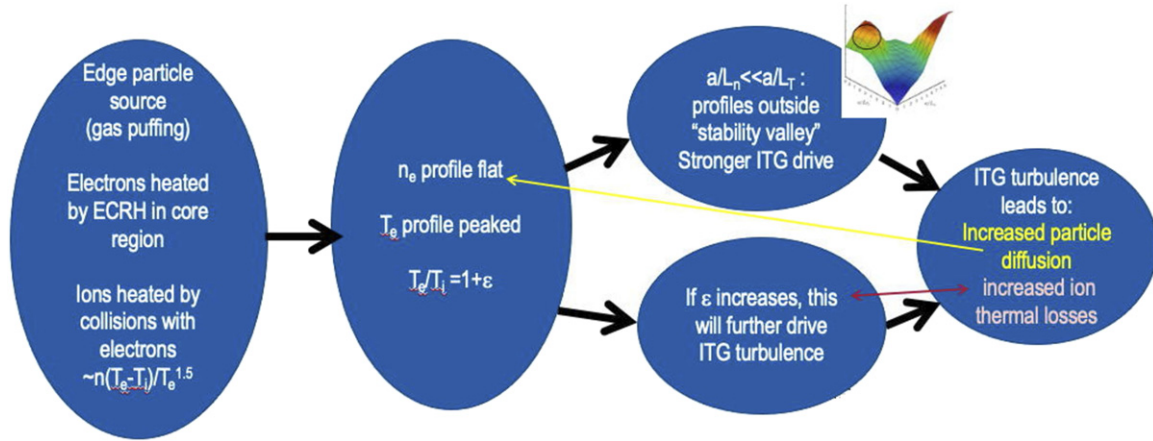 Edge particle
source
(gas puffing)
Electrons heated
by ECRH in core
region
Ions heated by
collisions with
electrons
~n(Te-Ti)/Te^1.5
ne profile flat
Te profile peaked
Te/Ti =1+ε
a/Ln<<a/LT :
profiles outside
“stability valley”
Stronger ITG drive
If ε increases, this
will further drive
ITG turbulence
ITG turbulence
leads to:
Increased particle
diffusion
increased ion
thermal losses